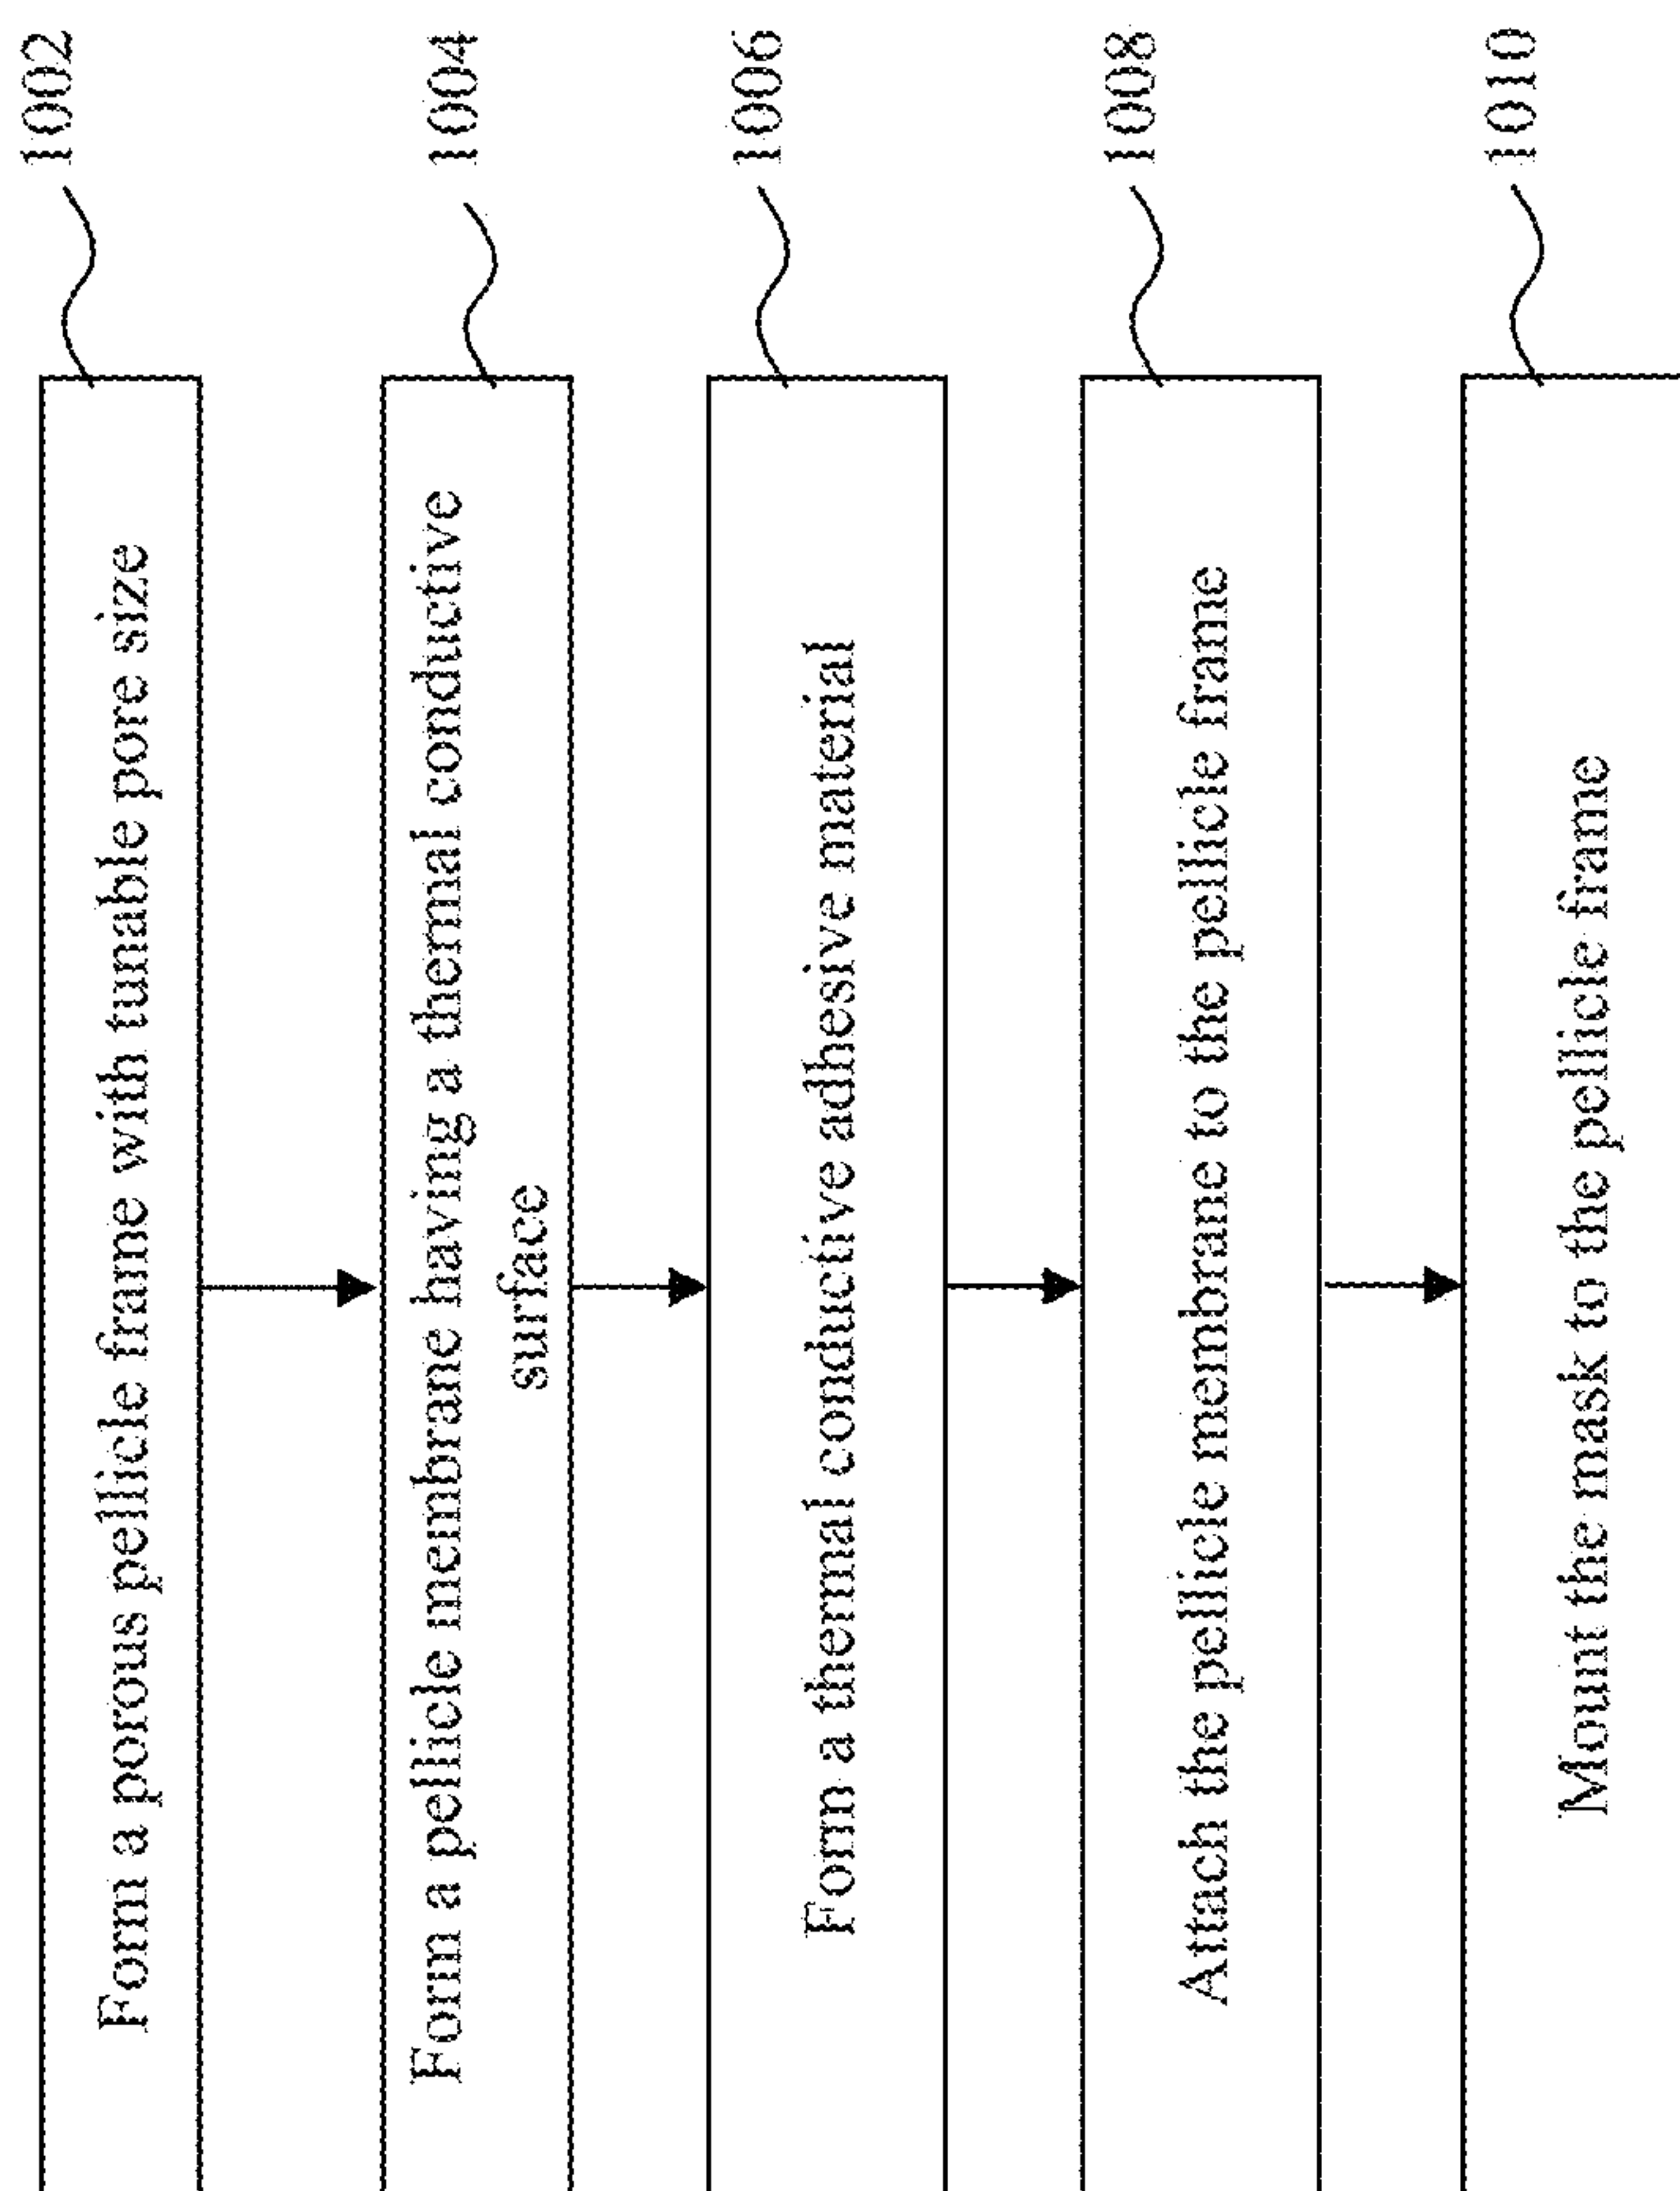 1002
Form a porous pellicle frame with tunable pore size
1004
Form a pellicle membrane having a thermal conductive
surface
1006
Form a thermal conductive adhesive material
1008
Attach the pellicle membrane to the pellicle frame
1010
Mount the mask to the pellicle frame